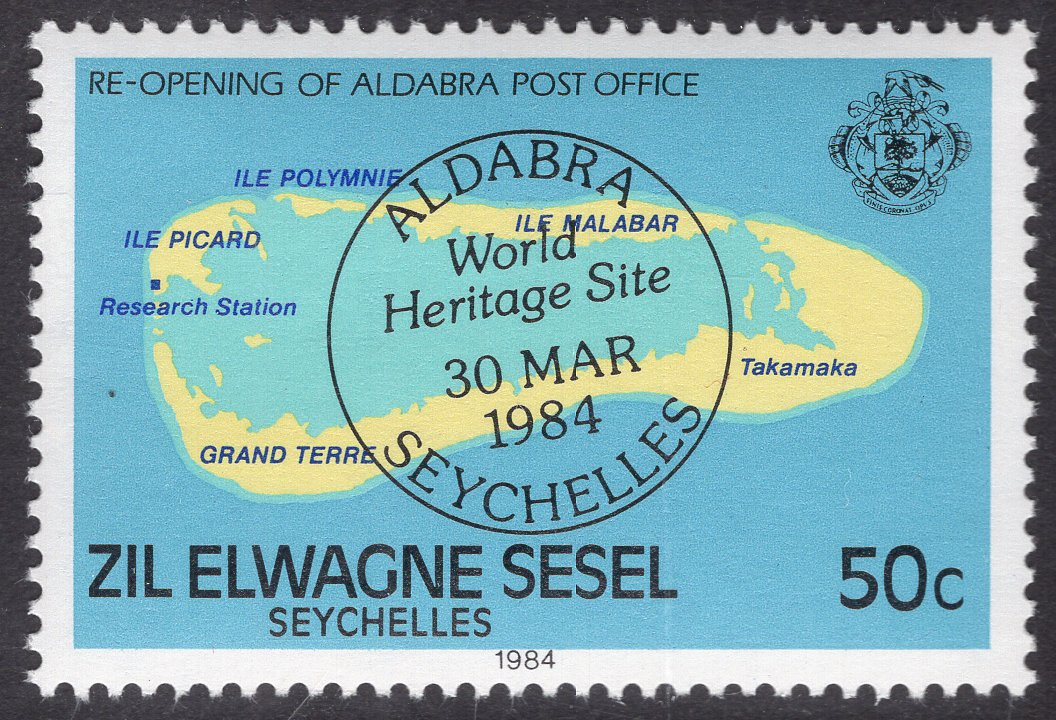 RE-OPENING OF ALDABRA POST OFFICE
ILE POLYMNIE
ALDABRA
ILE MALABAR
ILE PICARD
World
Heritage Site
Research Station
30 MAR
1984
Takamaka
GRAND TERRE
SEYCHELLES
ZIL ELWAGNE SESEL
50c
SEYCHELLES
1984